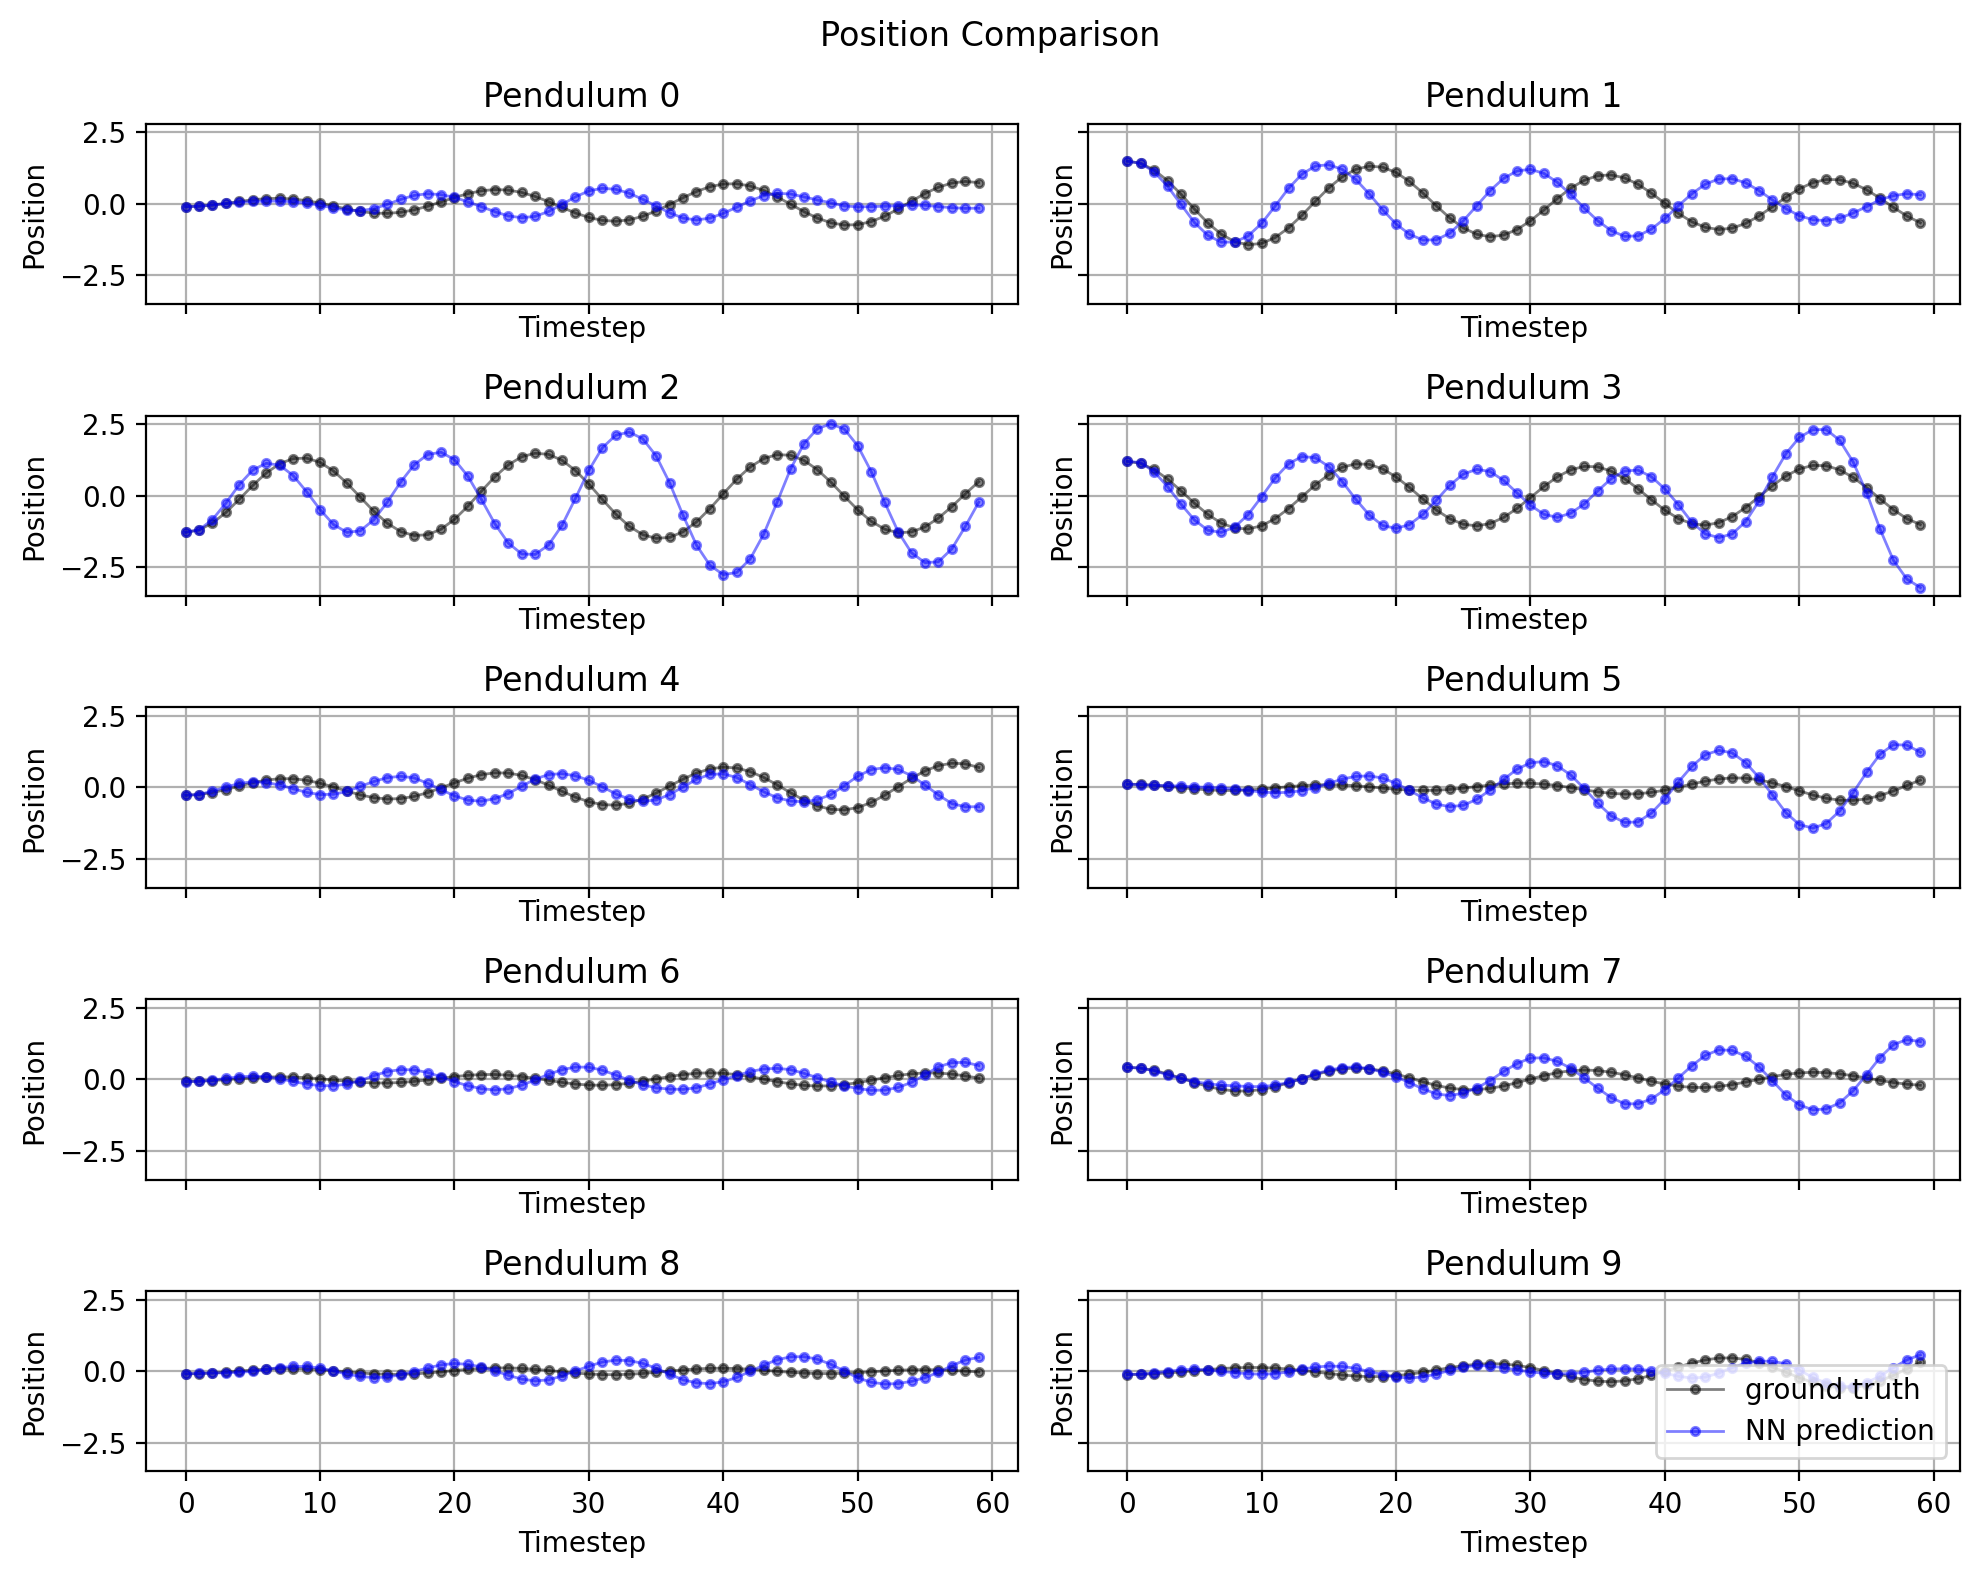 Position Comparison
Pendulum 0
Pendulum 1
2.5
0.0
−2.5
Position
Position
Timestep
Timestep
Pendulum 2
Pendulum 3
2.5
0.0
−2.5
Position
Position
Timestep
Timestep
Pendulum 4
Pendulum 5
2.5
0.0
−2.5
Position
Position
Timestep
Timestep
Pendulum 6
Pendulum 7
2.5
0.0
−2.5
Position
Position
Timestep
Timestep
Pendulum 8
Pendulum 9
2.5
0.0
−2.5
Position
Position
ground truth
NN prediction
0 10 20 30 40 50 60
0 10 20 30 40 50 60
Timestep
Timestep